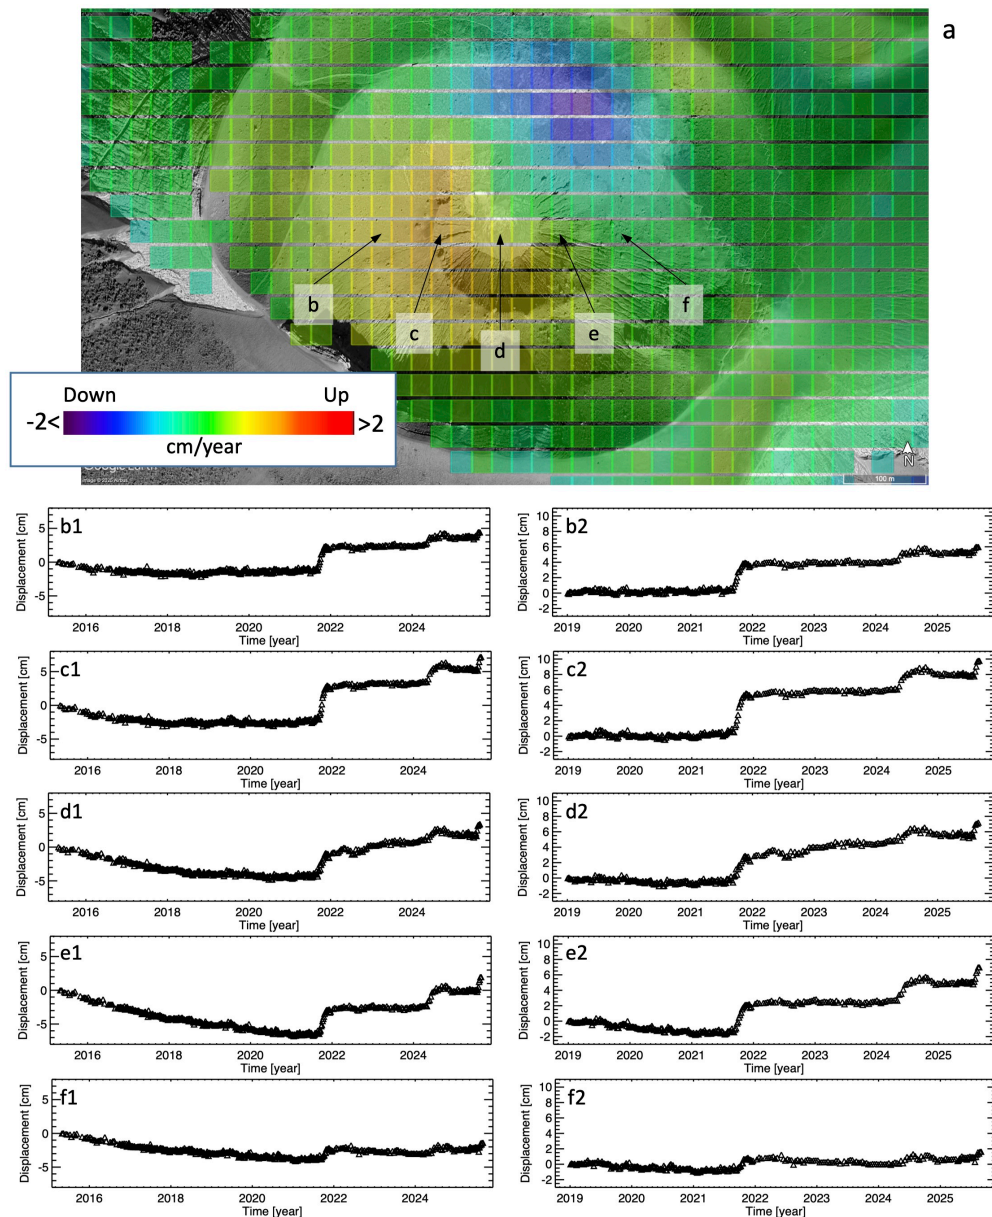 a
b
c
d
e
f
Down Up
-2< >2
cm/year
Google Earth
N
100 m
b1
Displacement [cm]
5
0
-5
2016 2018 2020 2022 2024
Time [year]
b2
Displacement [cm]
10
8
6
4
2
0
-2
2019 2020 2021 2022 2023 2024 2025
Time [year]
c1
Displacement [cm]
5
0
-5
2016 2018 2020 2022 2024
Time [year]
c2
Displacement [cm]
10
8
6
4
2
0
-2
2019 2020 2021 2022 2023 2024 2025
Time [year]
d1
Displacement [cm]
5
0
-5
2016 2018 2020 2022 2024
Time [year]
d2
Displacement [cm]
10
8
6
4
2
0
-2
2019 2020 2021 2022 2023 2024 2025
Time [year]
e1
Displacement [cm]
5
0
-5
2016 2018 2020 2022 2024
Time [year]
e2
Displacement [cm]
10
8
6
4
2
0
-2
2019 2020 2021 2022 2023 2024 2025
Time [year]
f1
Displacement [cm]
5
0
-5
2016 2018 2020 2022 2024
Time [year]
f2
Displacement [cm]
10
8
6
4
2
0
-2
2019 2020 2021 2022 2023 2024 2025
Time [year]